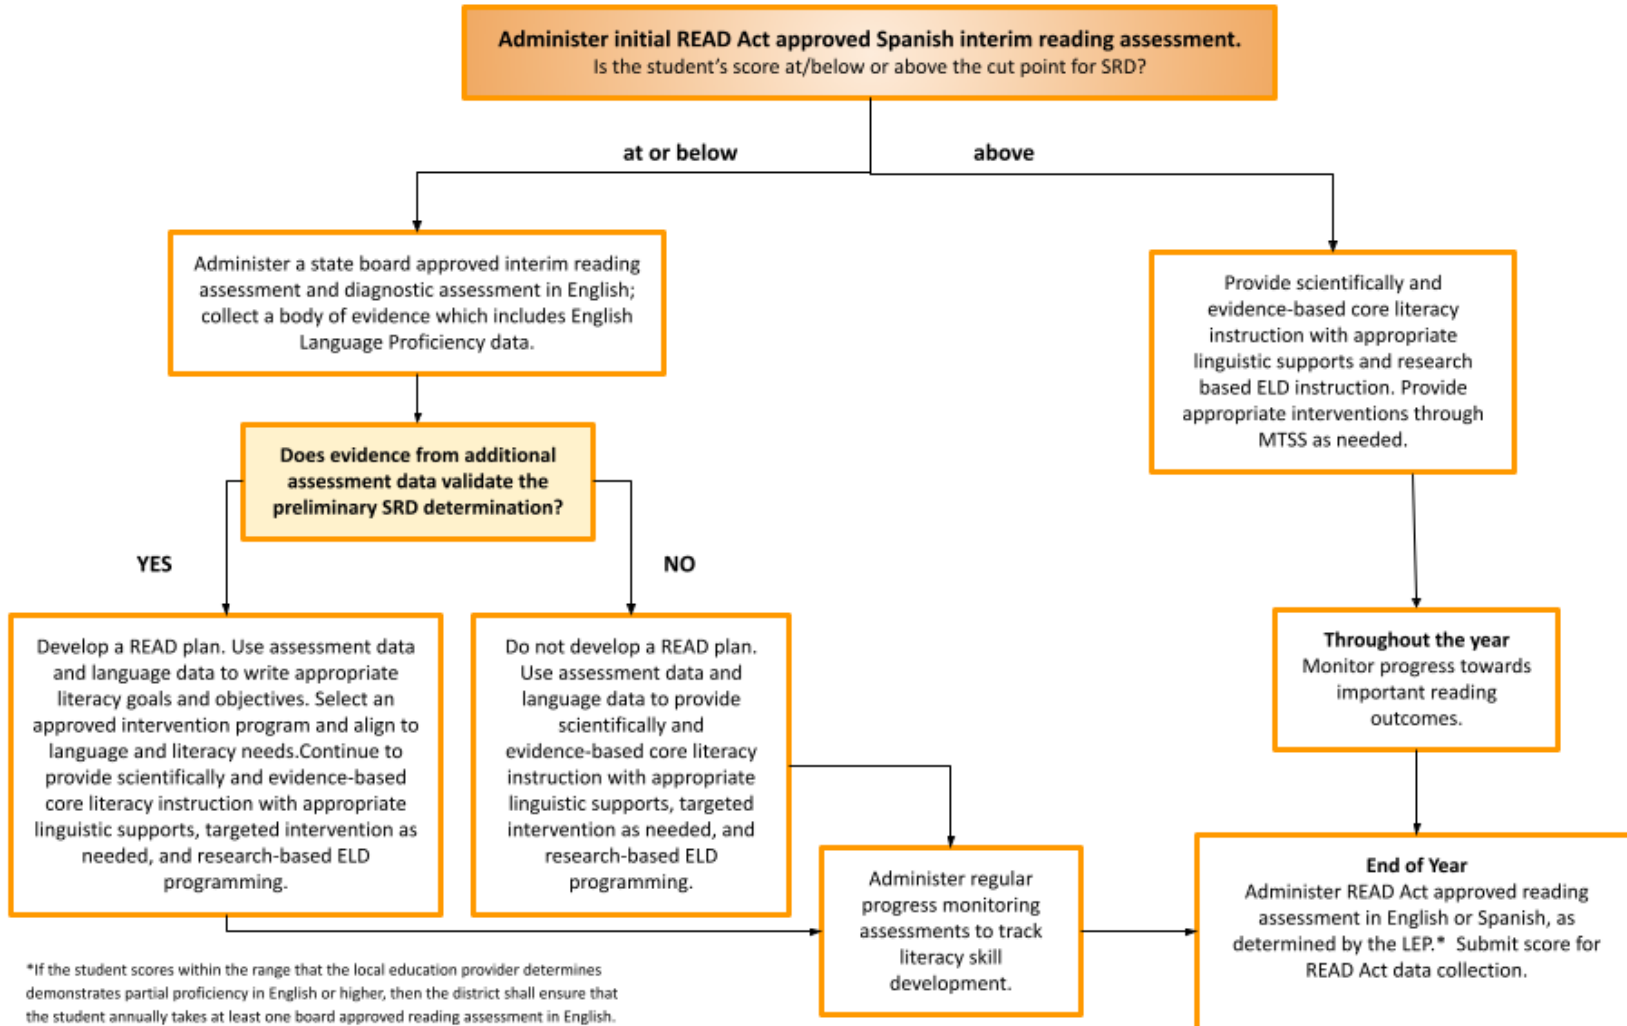 Administer initial READ Act approved Spanish interim reading assessment.
Is the student's score at/below or above the cut point for SRD?
at or below
above
Administer a state board approved interim reading
assessment and diagnostic assessment in English;
collect a body of evidence which includes English
Language Proficiency data.
Provide scientifically and
evidence-based core literacy
instruction with appropriate
linguistic supports and research
based ELD instruction. Provide
appropriate interventions through
MTSS as needed.
Does evidence from additional
assessment data validate the
preliminary SRD determination?
YES
NO
Develop a READ plan. Use assessment data
and language data to write appropriate
literacy goals and objectives. Select an
approved intervention program and align to
language and literacy needs.Continue to
provide scientifically and evidence-based
core literacy instruction with appropriate
linguistic supports, targeted intervention as
needed, and research-based ELD
programming.
Do not develop a READ plan.
Use assessment data and
language data to provide
scientifically and
evidence-based core literacy
instruction with appropriate
linguistic supports, targeted
intervention as needed, and
research-based ELD
programming.
Throughout the year
Monitor progress towards
important reading
outcomes.
Administer regular
progress monitoring
assessments to track
literacy skill
development.
End of Year
Administer READ Act approved reading
assessment in English or Spanish, as
determined by the LEP.* Submit score for
READ Act data collection.
*If the student scores within the range that the local education provider determines
demonstrates partial proficiency in English or higher, then the district shall ensure that
the student annually takes at least one board approved reading assessment in English.